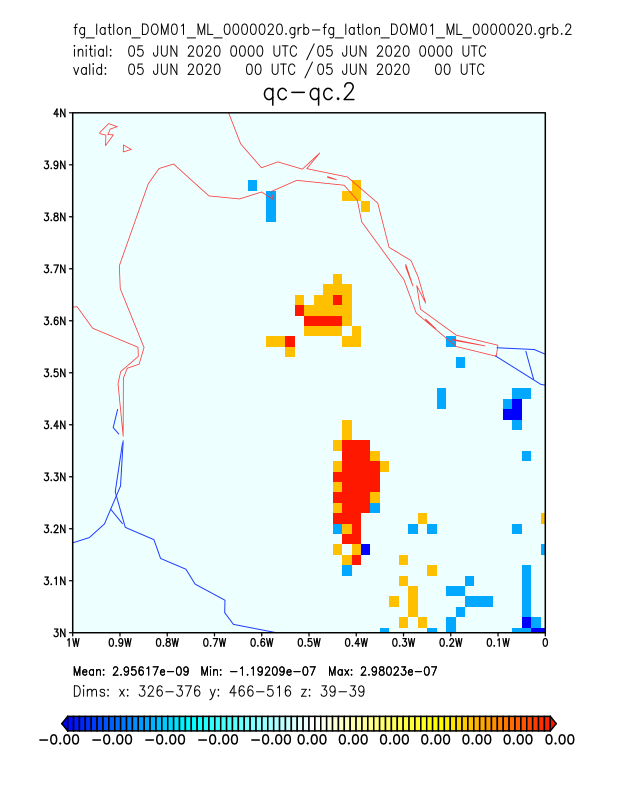 fg_latlon_DOM01_ML_0000020.grb-fg_latlon_DOM01_ML_0000020.grb.2
initial: 05 JUN 2020 0000 UTC /05 JUN 2020 0000 UTC
valid: 05 JUN 2020 00 UTC /05 JUN 2020 00 UTC
qc-qc.2
4N
3.9N
3.8N
3.7N
3.6N
3.5N
3.4N
3.3N
3.2N
3.1N
3N
1W 0.9W 0.8W 0.7W 0.6W 0.5W 0.4W 0.3W 0.2W 0.1W 0
Mean: 2.95617e-09 Min: -1.19209e-07 Max: 2.98023e-07
Dims: x: 326-376 y: 466-516 z: 39-39
-0.00 -0.00 -0.00 -0.00 -0.00 0.00 0.00 0.00 0.00 0.00